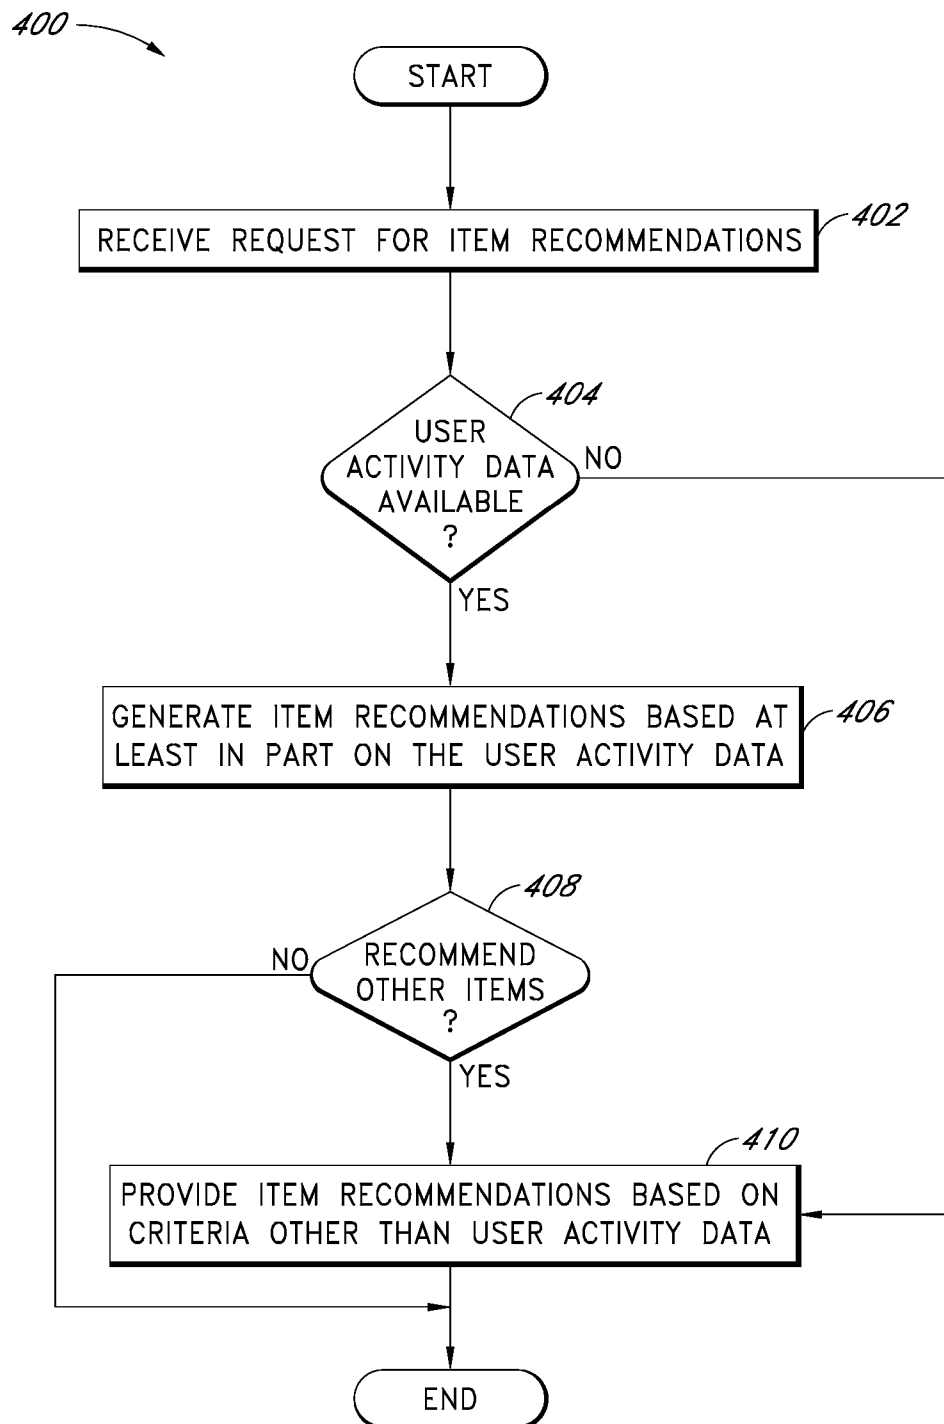 400
START
RECEIVE REQUEST FOR ITEM RECOMMENDATIONS
402
404
USER
ACTIVITY DATA
AVAILABLE
?
NO
YES
GENERATE ITEM RECOMMENDATIONS BASED AT
LEAST IN PART ON THE USER ACTIVITY DATA
406
408
RECOMMEND
OTHER ITEMS
?
NO
YES
410
PROVIDE ITEM RECOMMENDATIONS BASED ON
CRITERIA OTHER THAN USER ACTIVITY DATA
END